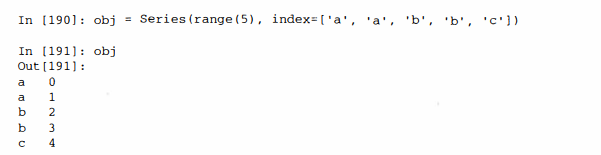 In [190]: obj = Series(range(5), index=['a', 'a', 'b', 'b', 'c'])
In [191]: obj
Out[191]:
a 0
a 1
b 2
b 3
c 4